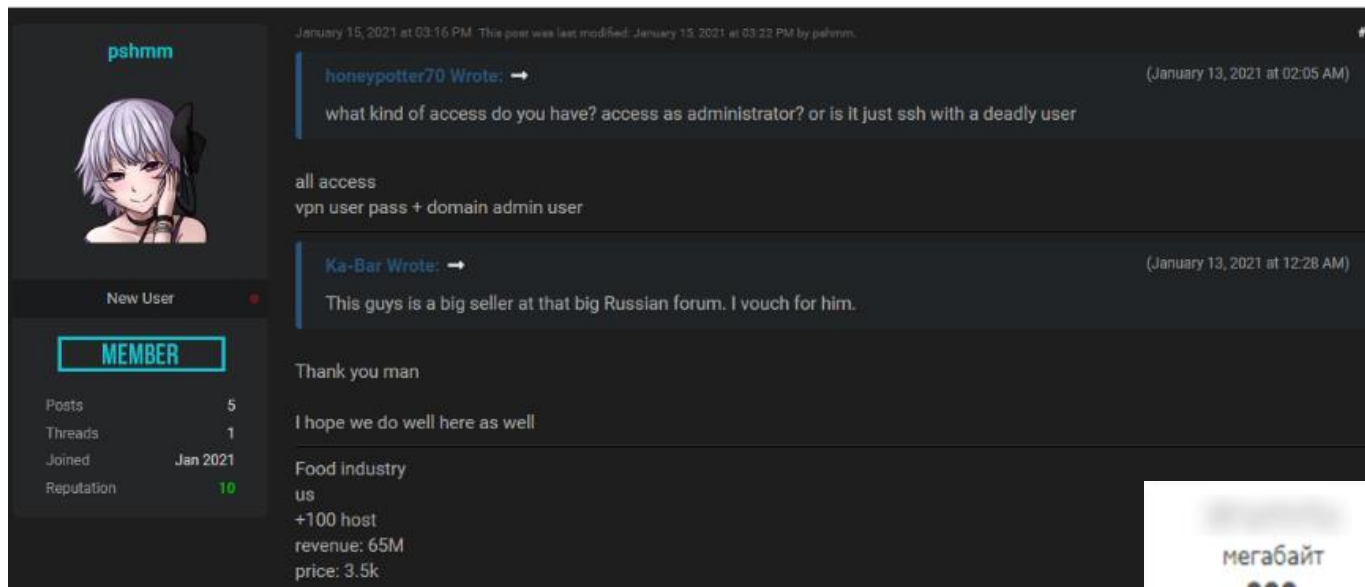 pshmm
New User
MEMBER
Posts 5
Threads 1
Joined Jan 2021
Reputation 10
January 15, 2021 at 03:16 PM This post was last modified: January 15, 2021 at 03:22 PM by pshmm.
#
honeypotter70 Wrote: ➞ (January 13, 2021 at 02:05 AM)
what kind of access do you have? access as administrator? or is it just ssh with a deadly user
all access
vpn user pass + domain admin user
Ka-Bar Wrote: ➞ (January 13, 2021 at 12:28 AM)
This guys is a big seller at that big Russian forum. I vouch for him.
Thank you man
I hope we do well here as well
Food industry
us
+100 host
revenue: 65M
price: 3.5k
мегабайт